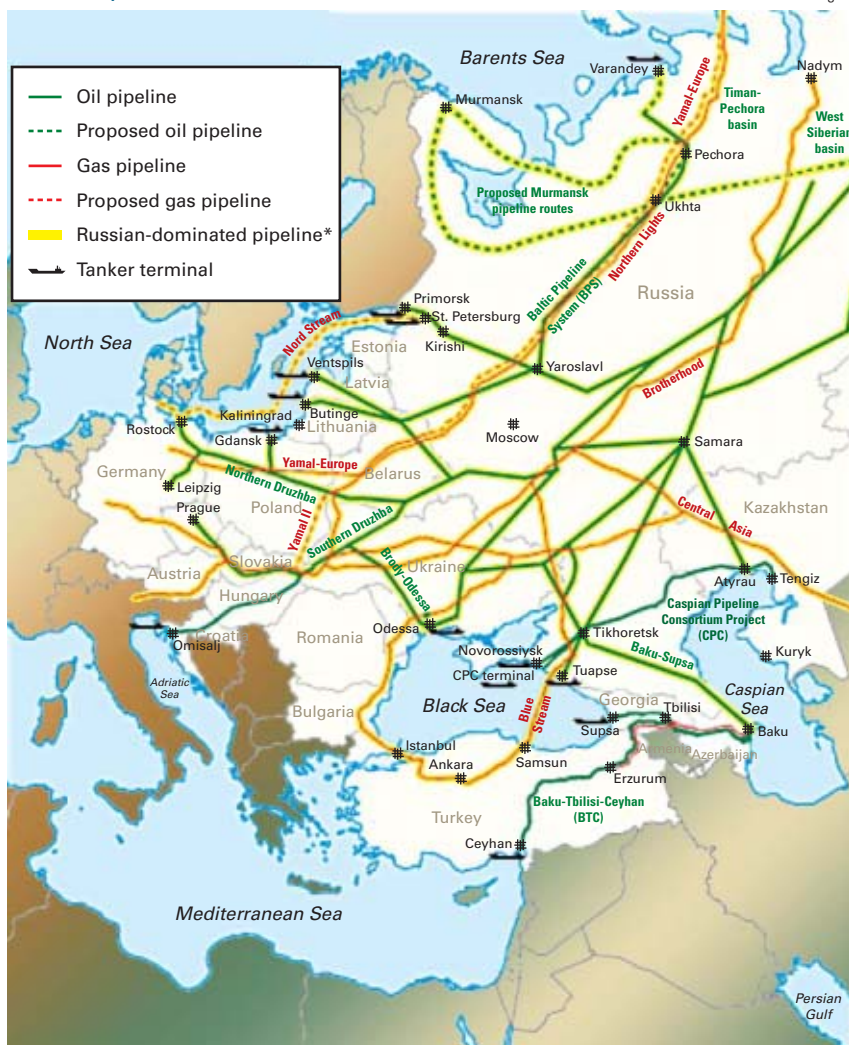 Oil pipeline
Proposed oil pipeline
Gas pipeline
Proposed gas pipeline
Russian-dominated pipeline*
Tanker terminal
Barents Sea
Varandey
Nadym
Murmansk
Yamal-Europe
Timan-
Pechora
basin
West
Siberian
basin
Pechora
Proposed Murmansk
pipeline routes
Ukhta
Northern Lights
Baltic Pipeline
System (BPS)
Russia
Primorsk
St. Petersburg
North Sea
Nord Stream
Estonia
Kirishi
Ventspils
Latvia
Yaroslavl
Brotherhood
Kaliningrad
Butinge
Lithuania
Rostock
Gdansk
Moscow
Samara
Germany
Yamal-Europe
Belarus
Leipzig
Northern Druzhba
Poland
Prague
Yamal II
Southern Druzhba
Central Asia
Kazakhstan
Slovakia
Austria
Ukraine
Hungary
Brody-Odessa
Atyrau
Tengiz
Croatia
Omisalj
Romania
Odessa
Tikhoretsk
Caspian Pipeline
Consortium Project
(CPC)
Novorossiysk
CPC terminal
Tuapse
Baku-Supsa
Kuryk
Adriatic
Sea
Black Sea
Blue
Stream
Georgia
Tbilisi
Caspian
Sea
Bulgaria
Supsa
Baku
Istanbul
Samsun
Armenia
Azerbaijan
Ankara
Erzurum
Turkey
Baku-Tbilisi-Ceyhan
(BTC)
Ceyhan
Mediterranean Sea
Persian
Gulf